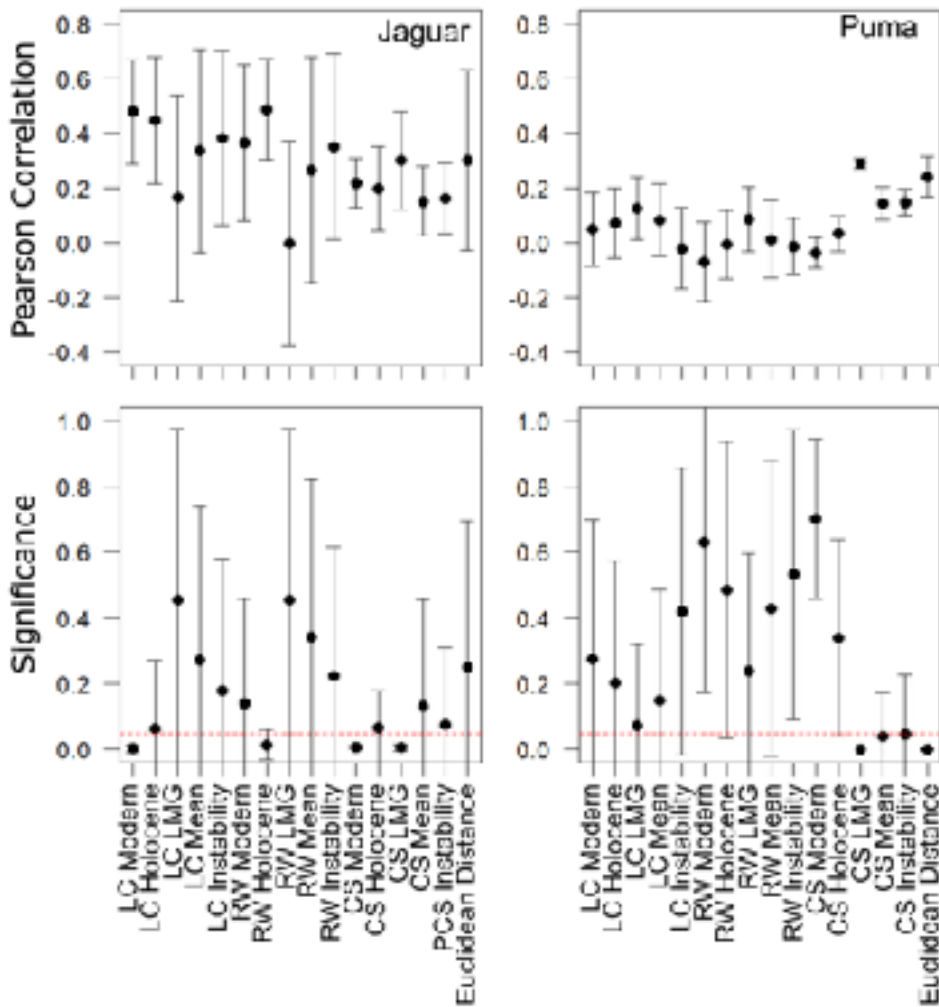 Jaguar
Puma
Pearson Correlation
0.8
0.6
0.4
0.2
0.0
-0.2
-0.4
0.8
0.6
0.4
0.2
0.0
-0.2
-0.4
Significance
1.0
0.8
0.6
0.4
0.2
0.0
1.0
0.8
0.6
0.4
0.2
0.0
LC Modern
LC Holocene
LC LMG
LC Mean
LC Instability
RW Modern
RW Holocene
RW LMG
RW Mean
RW Instability
CS Modern
CS Holocene
CS LMG
CS Mean
PCS Instability
Euclidean Distance
LC Modern
LC Holocene
LC LMG
LC Mean
LC Instability
RW Modern
RW Holocene
RW LMG
RW Mean
RW Instability
CS Modern
CS Holocene
CS LMG
CS Mean
CS Instability
Euclidean Distance